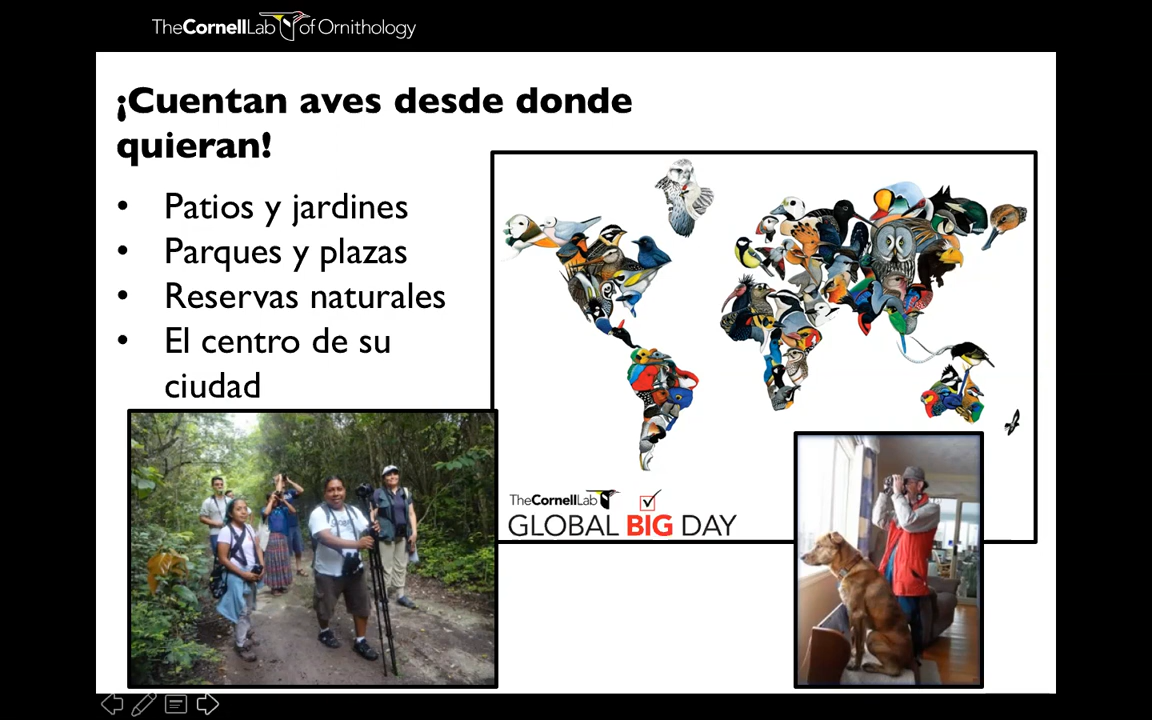 TheCornellLab of Ornithology
¡Cuentan aves desde donde
quieran!
• Patios y jardines
• Parques y plazas
• Reservas naturales
• El centro de su
ciudad
TheCornellLab
GLOBAL BIG DAY